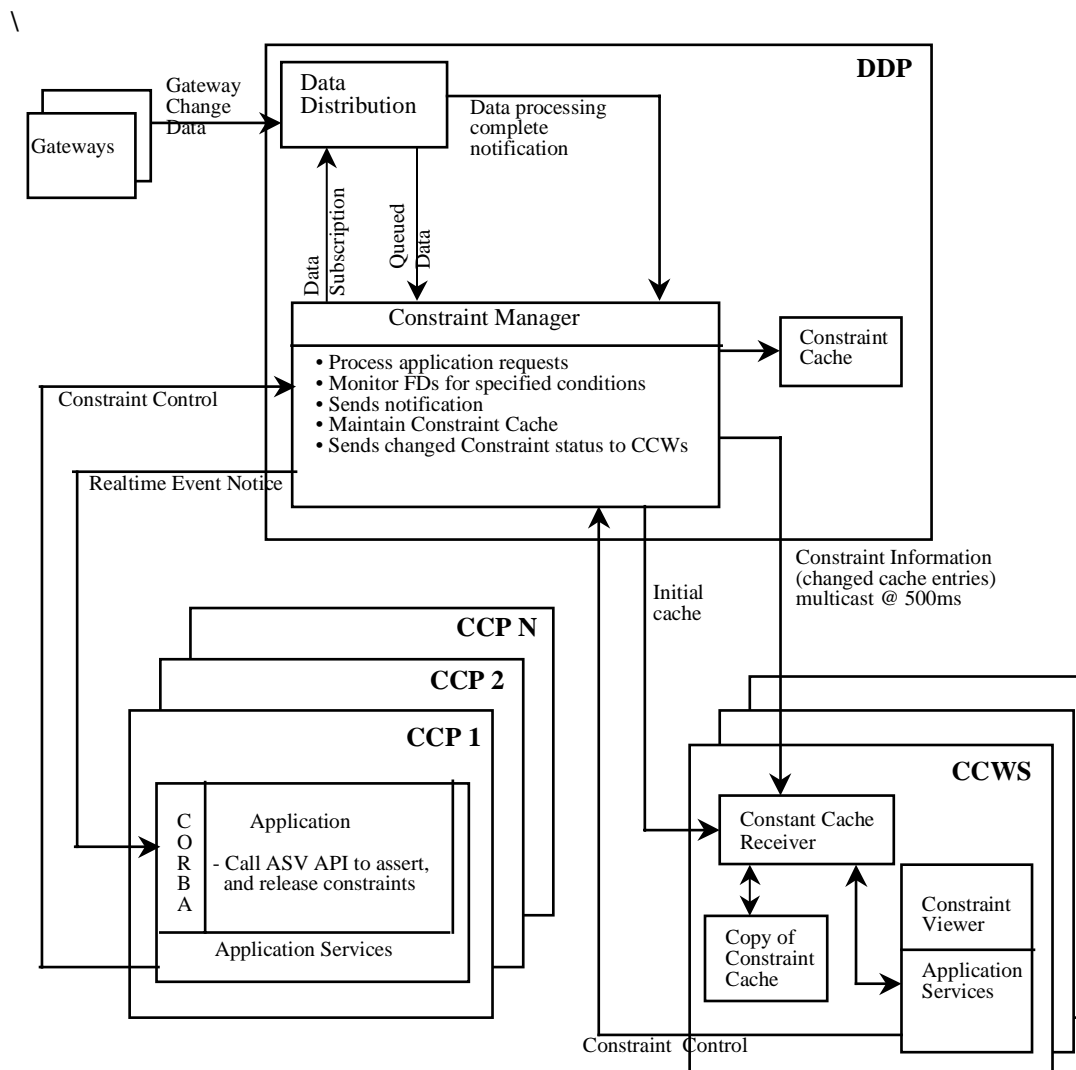 \
DDP
Gateway
Change
Data
Gateways
Data
Distribution
Data processing
complete
notification
Data
Subscription
Queued
Data
Constraint Manager
• Process application requests
• Monitor FDs for specified conditions
• Sends notification
• Maintain Constraint Cache
• Sends changed Constraint status to CCWs
Constraint
Cache
Constraint Control
Realtime Event Notice
Initial
cache
Constraint Information
(changed cache entries)
multicast @ 500ms
CCP N
CCP 2
CCP 1
C
O
R
B
A
Application
- Call ASV API to assert,
and release constraints
Application Services
CCWS
Constant Cache
Receiver
Copy of
Constraint
Cache
Constraint
Viewer
Application
Services
Constraint Control